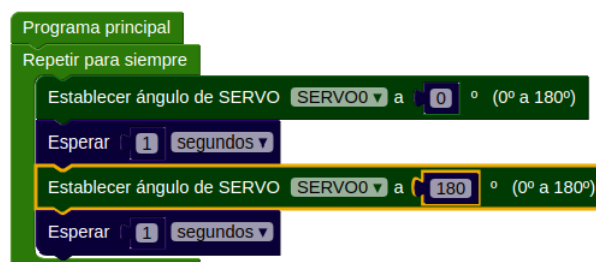 Programa principal
Repetir para siempre
Establecer ángulo de SERVO SERVO0 a 0 º (0º a 180º)
Esperar 1 segundos
Establecer ángulo de SERVO SERVO0 a 180 º (0º a 180º)
Esperar 1 segundos